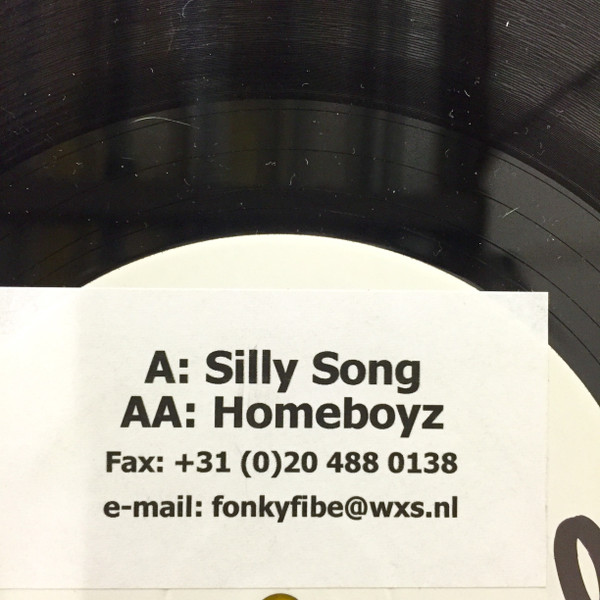 A: Silly Song
AA: Homeboyz
Fax: +31 (0)20 488 0138
e-mail: fonkyfibe@wxs.nl